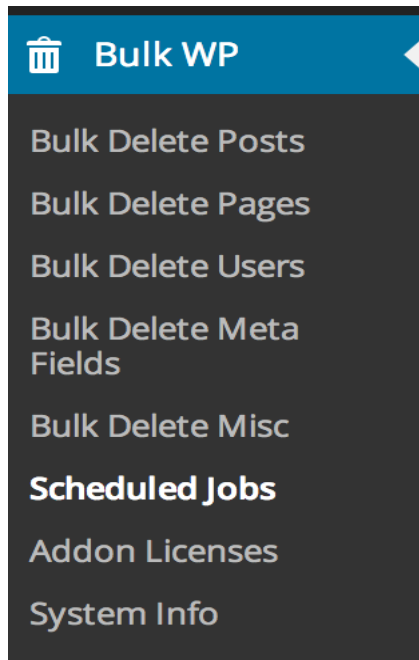 Bulk WP
Bulk Delete Posts
Bulk Delete Pages
Bulk Delete Users
Bulk Delete Meta
Fields
Bulk Delete Misc
Scheduled Jobs
Addon Licenses
System Info